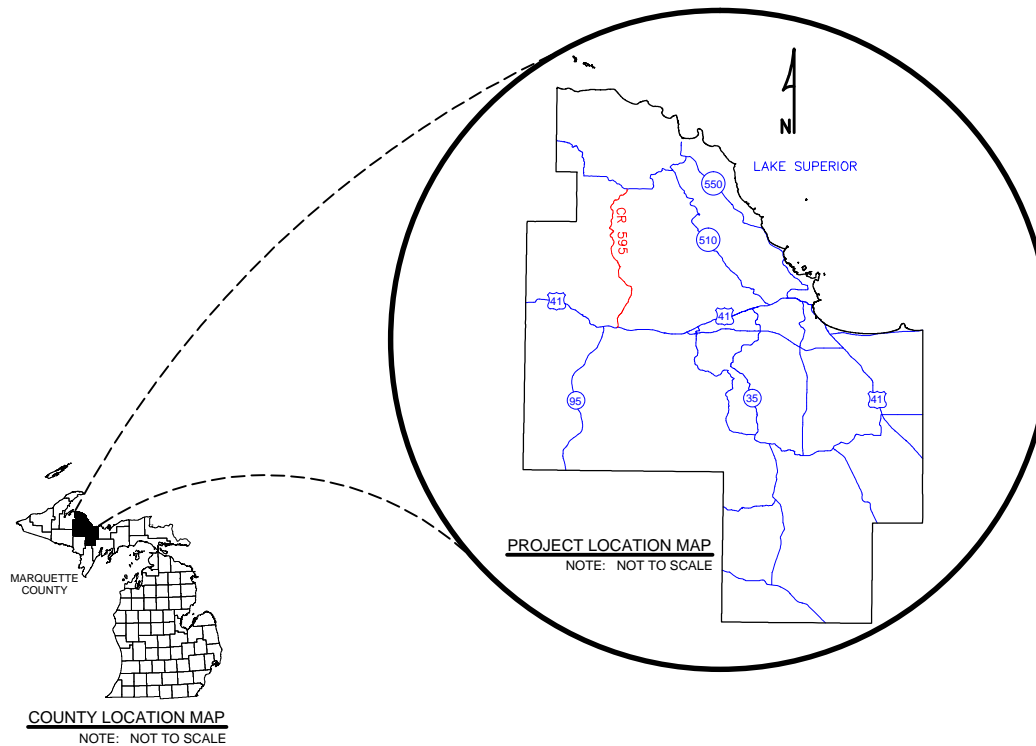 N
LAKE SUPERIOR
550
CR 595
510
41
41
95
35
41
PROJECT LOCATION MAP
NOTE: NOT TO SCALE
MARQUETTE
COUNTY
COUNTY LOCATION MAP
NOTE: NOT TO SCALE